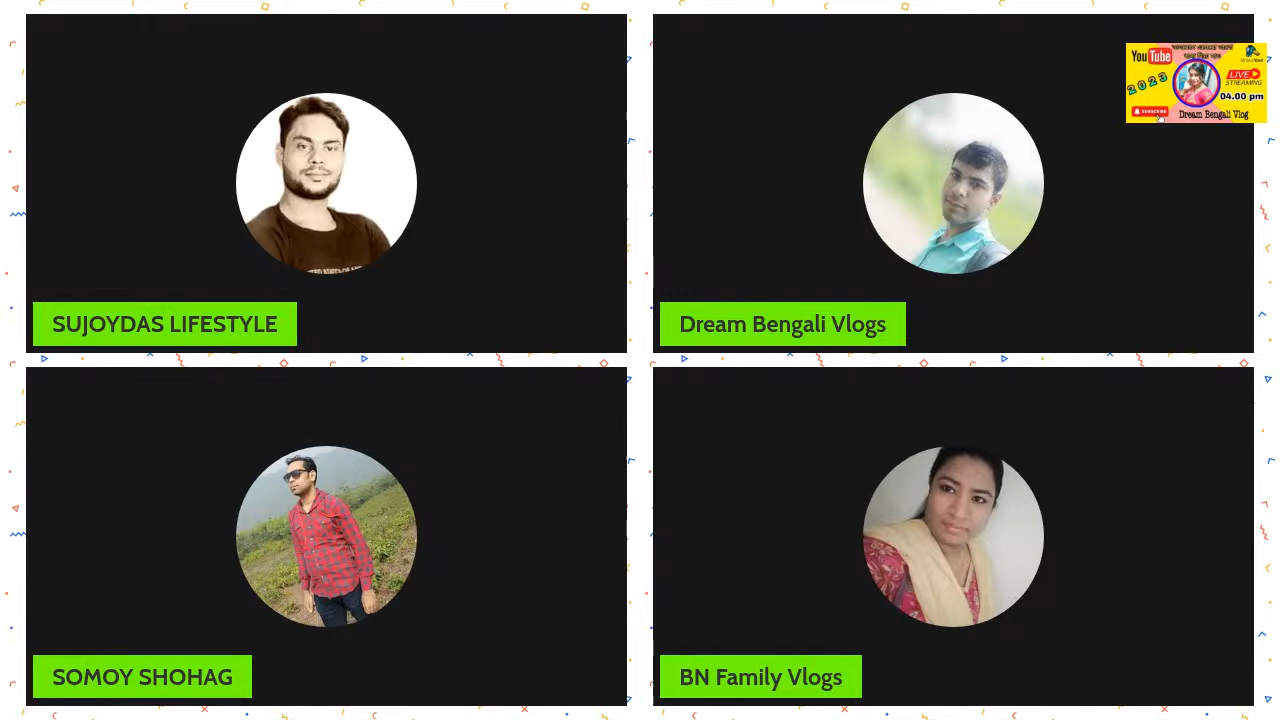 SUJOYDAS LIFESTYLE
Dream Bengali Vlogs
YouTube
2023
LIVE
STREAMING
04.00 pm
SUBSCRIBE
Dream Bengali Vlog
SOMOY SHOHAG
BN Family Vlogs